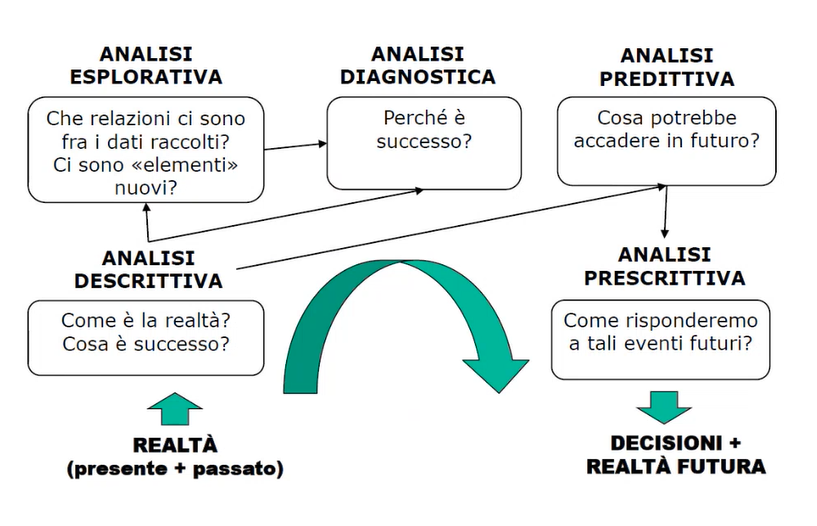 ANALISI
ESPLORATIVA
Che relazioni ci sono
fra i dati raccolti?
Ci sono «elementi»
nuovi?
ANALISI
DIAGNOSTICA
Perché è
successo?
ANALISI
PREDITTIVA
Cosa potrebbe
accadere in futuro?
ANALISI
DESCRITTIVA
Come è la realtà?
Cosa è successo?
ANALISI
PRESCRITTIVA
Come risponderemo
a tali eventi futuri?
REALTÀ
(presente + passato)
DECISIONI +
REALTÀ FUTURA